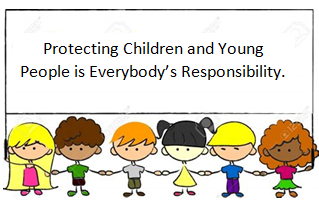 Protecting Children and Young
People is Everybody's Responsibility.